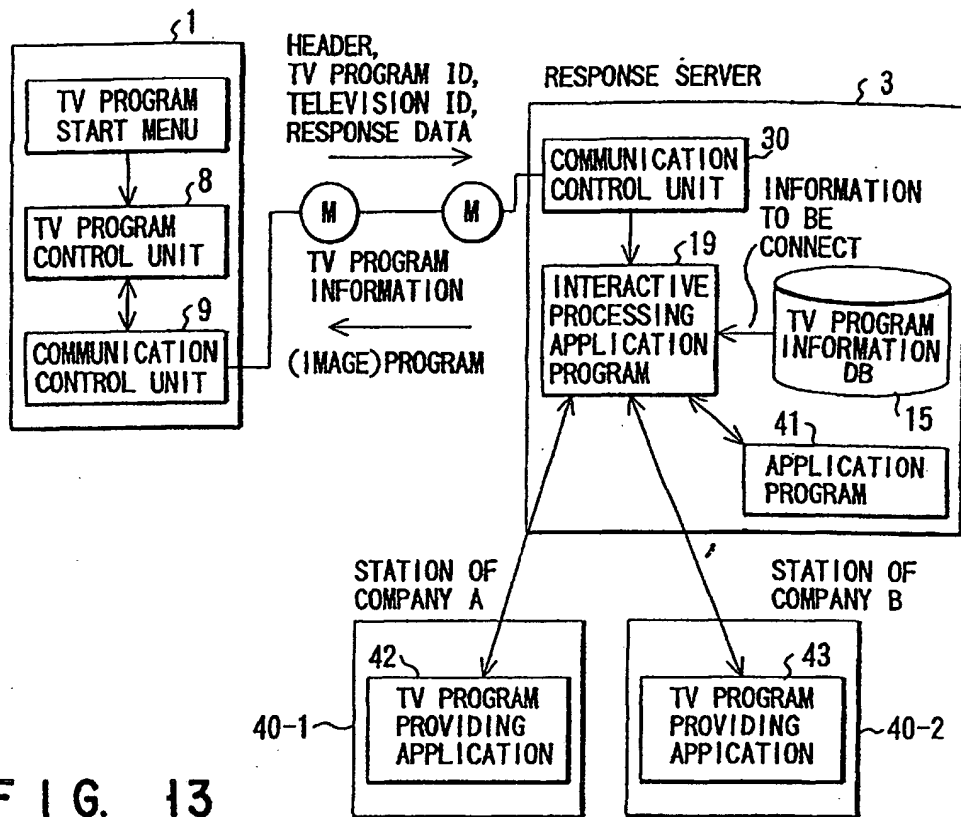 1
TV PROGRAM
START MENU
8
TV PROGRAM
CONTROL UNIT
9
COMMUNICATION
CONTROL UNIT
HEADER,
TV PROGRAM ID,
TELEVISION ID,
RESPONSE DATA
M
M
TV PROGRAM
INFORMATION
(IMAGE)PROGRAM
RESPONSE SERVER
3
COMMUNICATION
CONTROL UNIT
30
INFORMATION
TO BE
CONNECT
19
INTERACTIVE
PROCESSING
APPLICATION
PROGRAM
TV PROGRAM
INFORMATION
DB
15
41
APPLICATION
PROGRAM
STATION OF
COMPANY A
42
TV PROGRAM
PROVIDING
APPLICATION
40-1
STATION OF
COMPANY B
43
TV PROGRAM
PROVIDING
APPICATION
40-2
FIG. 13